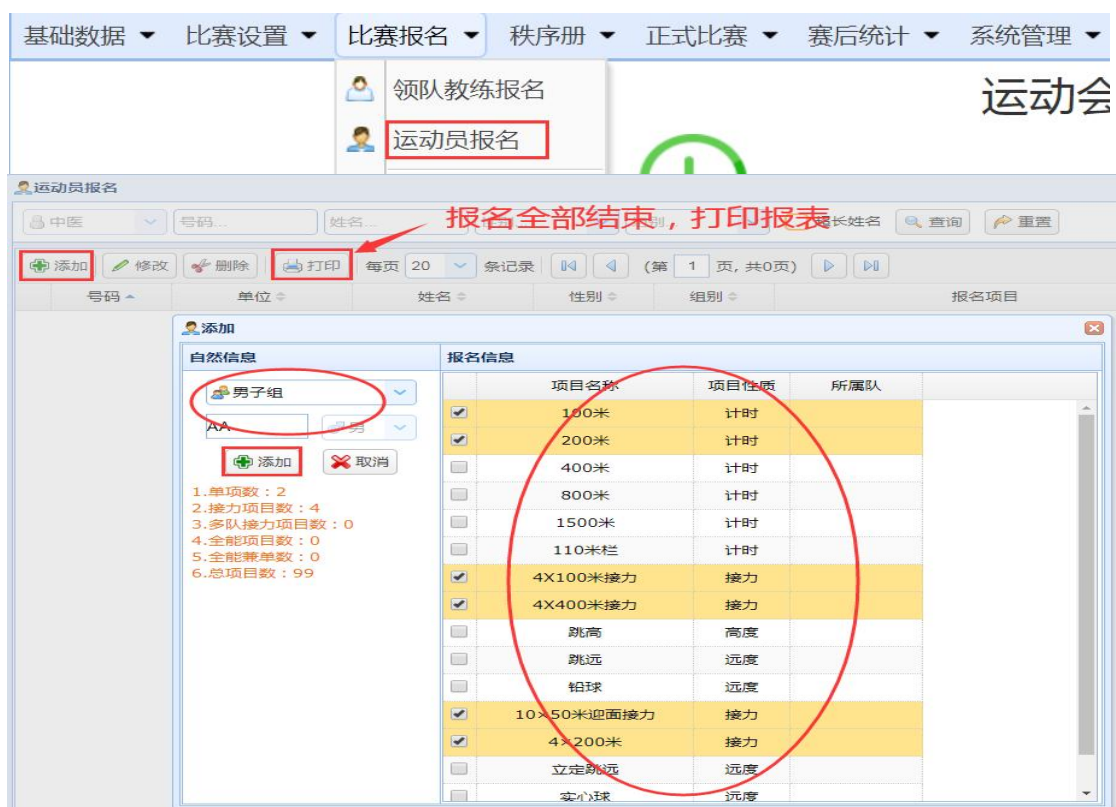 基础数据 比赛设置 比赛报名 秩序册 正式比赛 赛后统计 系统管理
领队教练报名
运动会
运动员报名
运动员报名
中医 号码... 姓名... 超长姓名 查询 重置
报名全部结束，打印报表
添加 修改 删除 打印 每页 20 条记录 (第 1 页, 共0页)
号码 单位 姓名 性别 组别 报名项目
添加
自然信息 报名信息
男子组
AA 男
添加 取消
1.单项数：2
2.接力项目数：4
3.多队接力项目数：0
4.全能项目数：0
5.全能兼单数：0
6.总项目数：99
项目名称 项目性质 所属队
100米 计时
200米 计时
400米 计时
800米 计时
1500米 计时
110米栏 计时
4X100米接力 接力
4X400米接力 接力
跳高 高度
跳远 远度
铅球 远度
10×50米迎面接力 接力
4×200米 接力
立定跳远 远度
实心球 远度